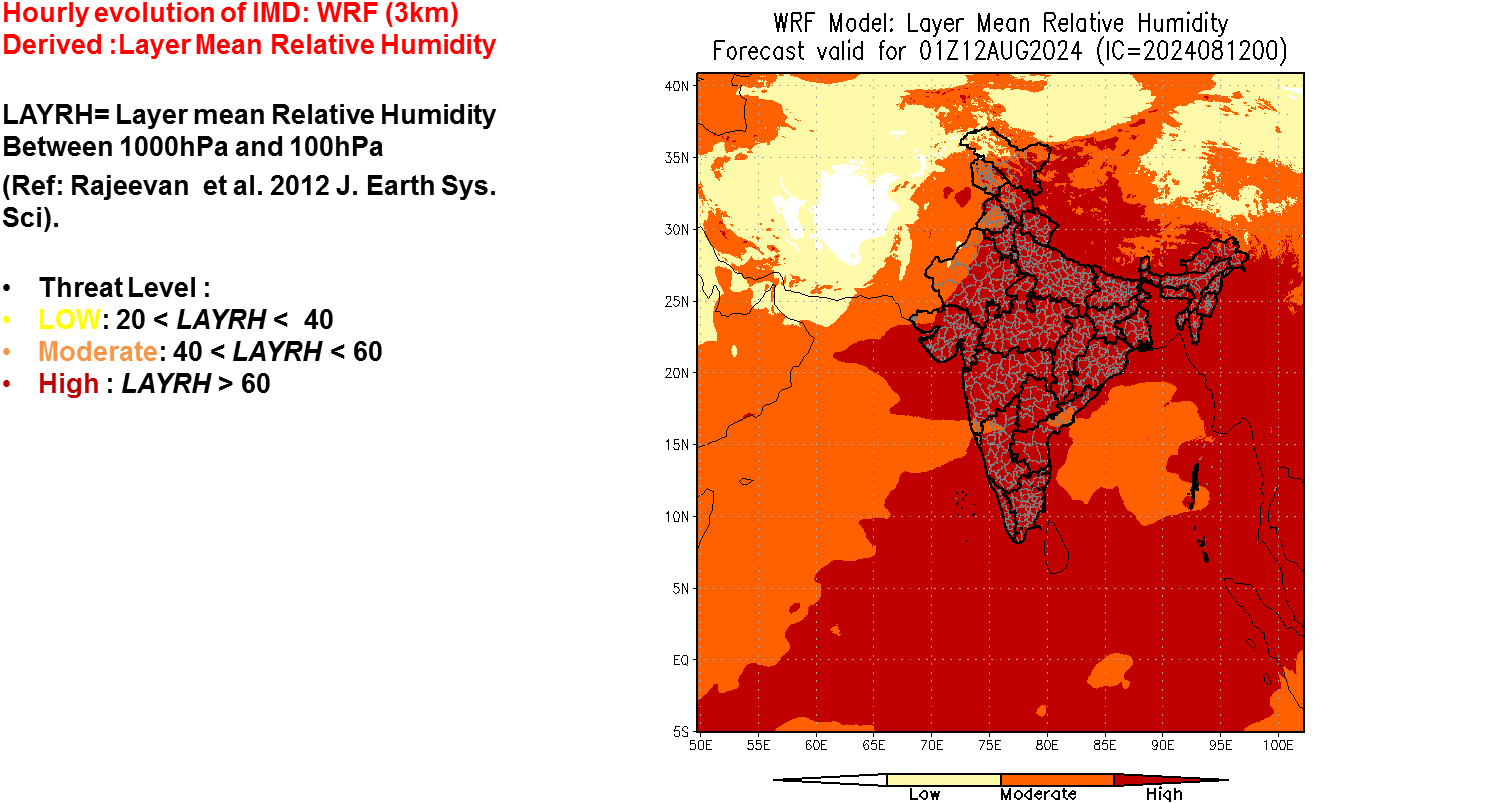 Hourly evolution of IMD: WRF (3km)
Derived :Layer Mean Relative Humidity
LAYRH= Layer mean Relative Humidity
Between 1000hPa and 100hPa
(Ref: Rajeevan et al. 2012 J. Earth Sys.
Sci).
• Threat Level :
• LOW: 20 < LAYRH < 40
• Moderate: 40 < LAYRH < 60
• High : LAYRH > 60
WRF Model: Layer Mean Relative Humidity
Forecast valid for 01Z12AUG2024 (IC=2024081200)
40N
35N
30N
25N
20N
15N
10N
5N
EQ
5S
50E 55E 60E 65E 70E 75E 80E 85E 90E 95E 100E
Low Moderate High